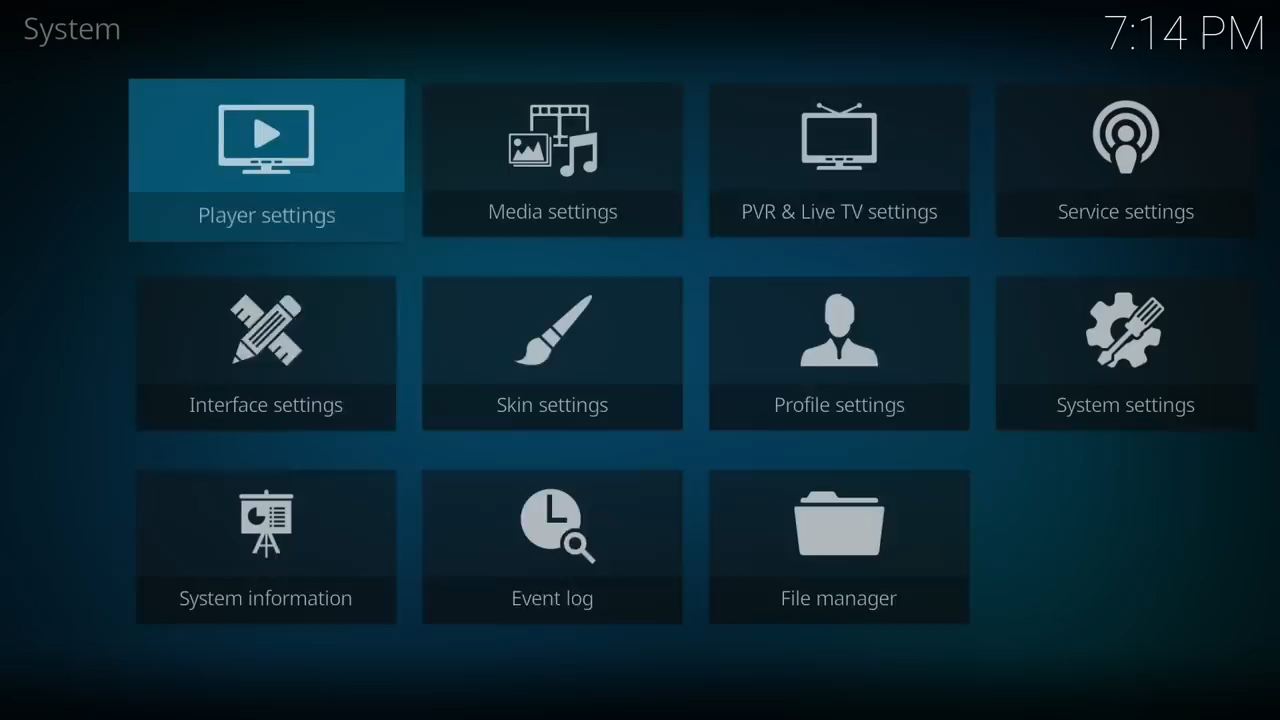 System
7:14 PM
Player settings
Media settings
PVR & Live TV settings
Service settings
Interface settings
Skin settings
Profile settings
System settings
System information
Event log
File manager